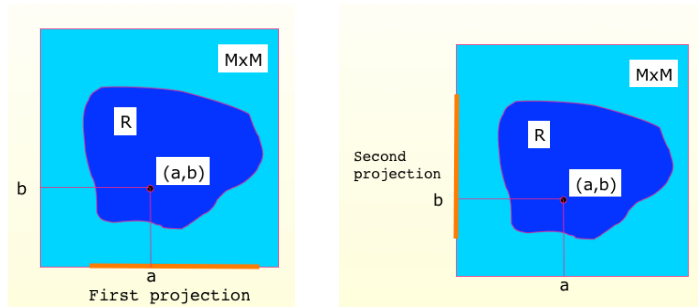 MxM
R
(a,b)
b
a
First projection
MxM
R
Second
projection
(a,b)
b
a